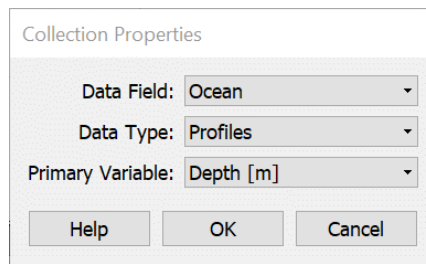 Collection Properties
Data Field: Ocean
Data Type: Profiles
Primary Variable: Depth [m]
Help OK Cancel